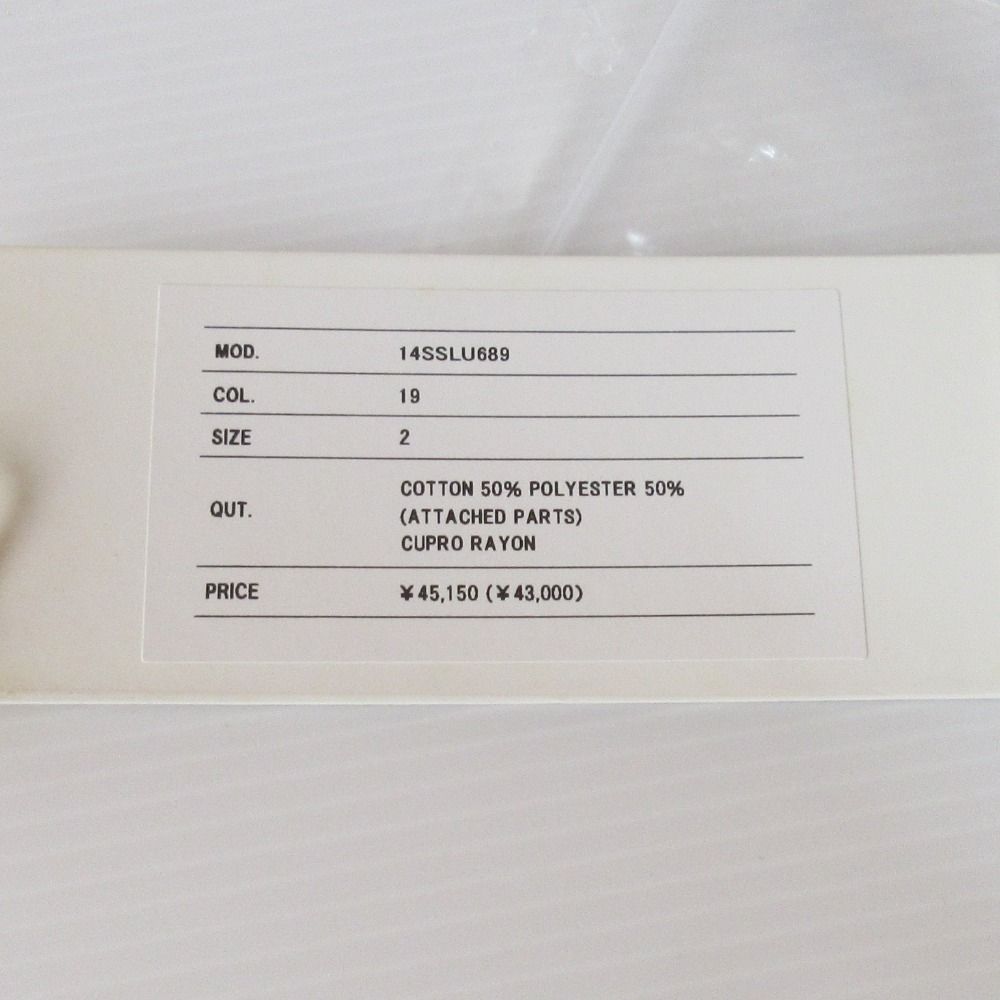 MOD. 14SSLU689
COL. 19
SIZE 2
QUT. COTTON 50% POLYESTER 50%
(ATTACHED PARTS)
CUPRO RAYON
PRICE ¥45,150 (¥43,000)